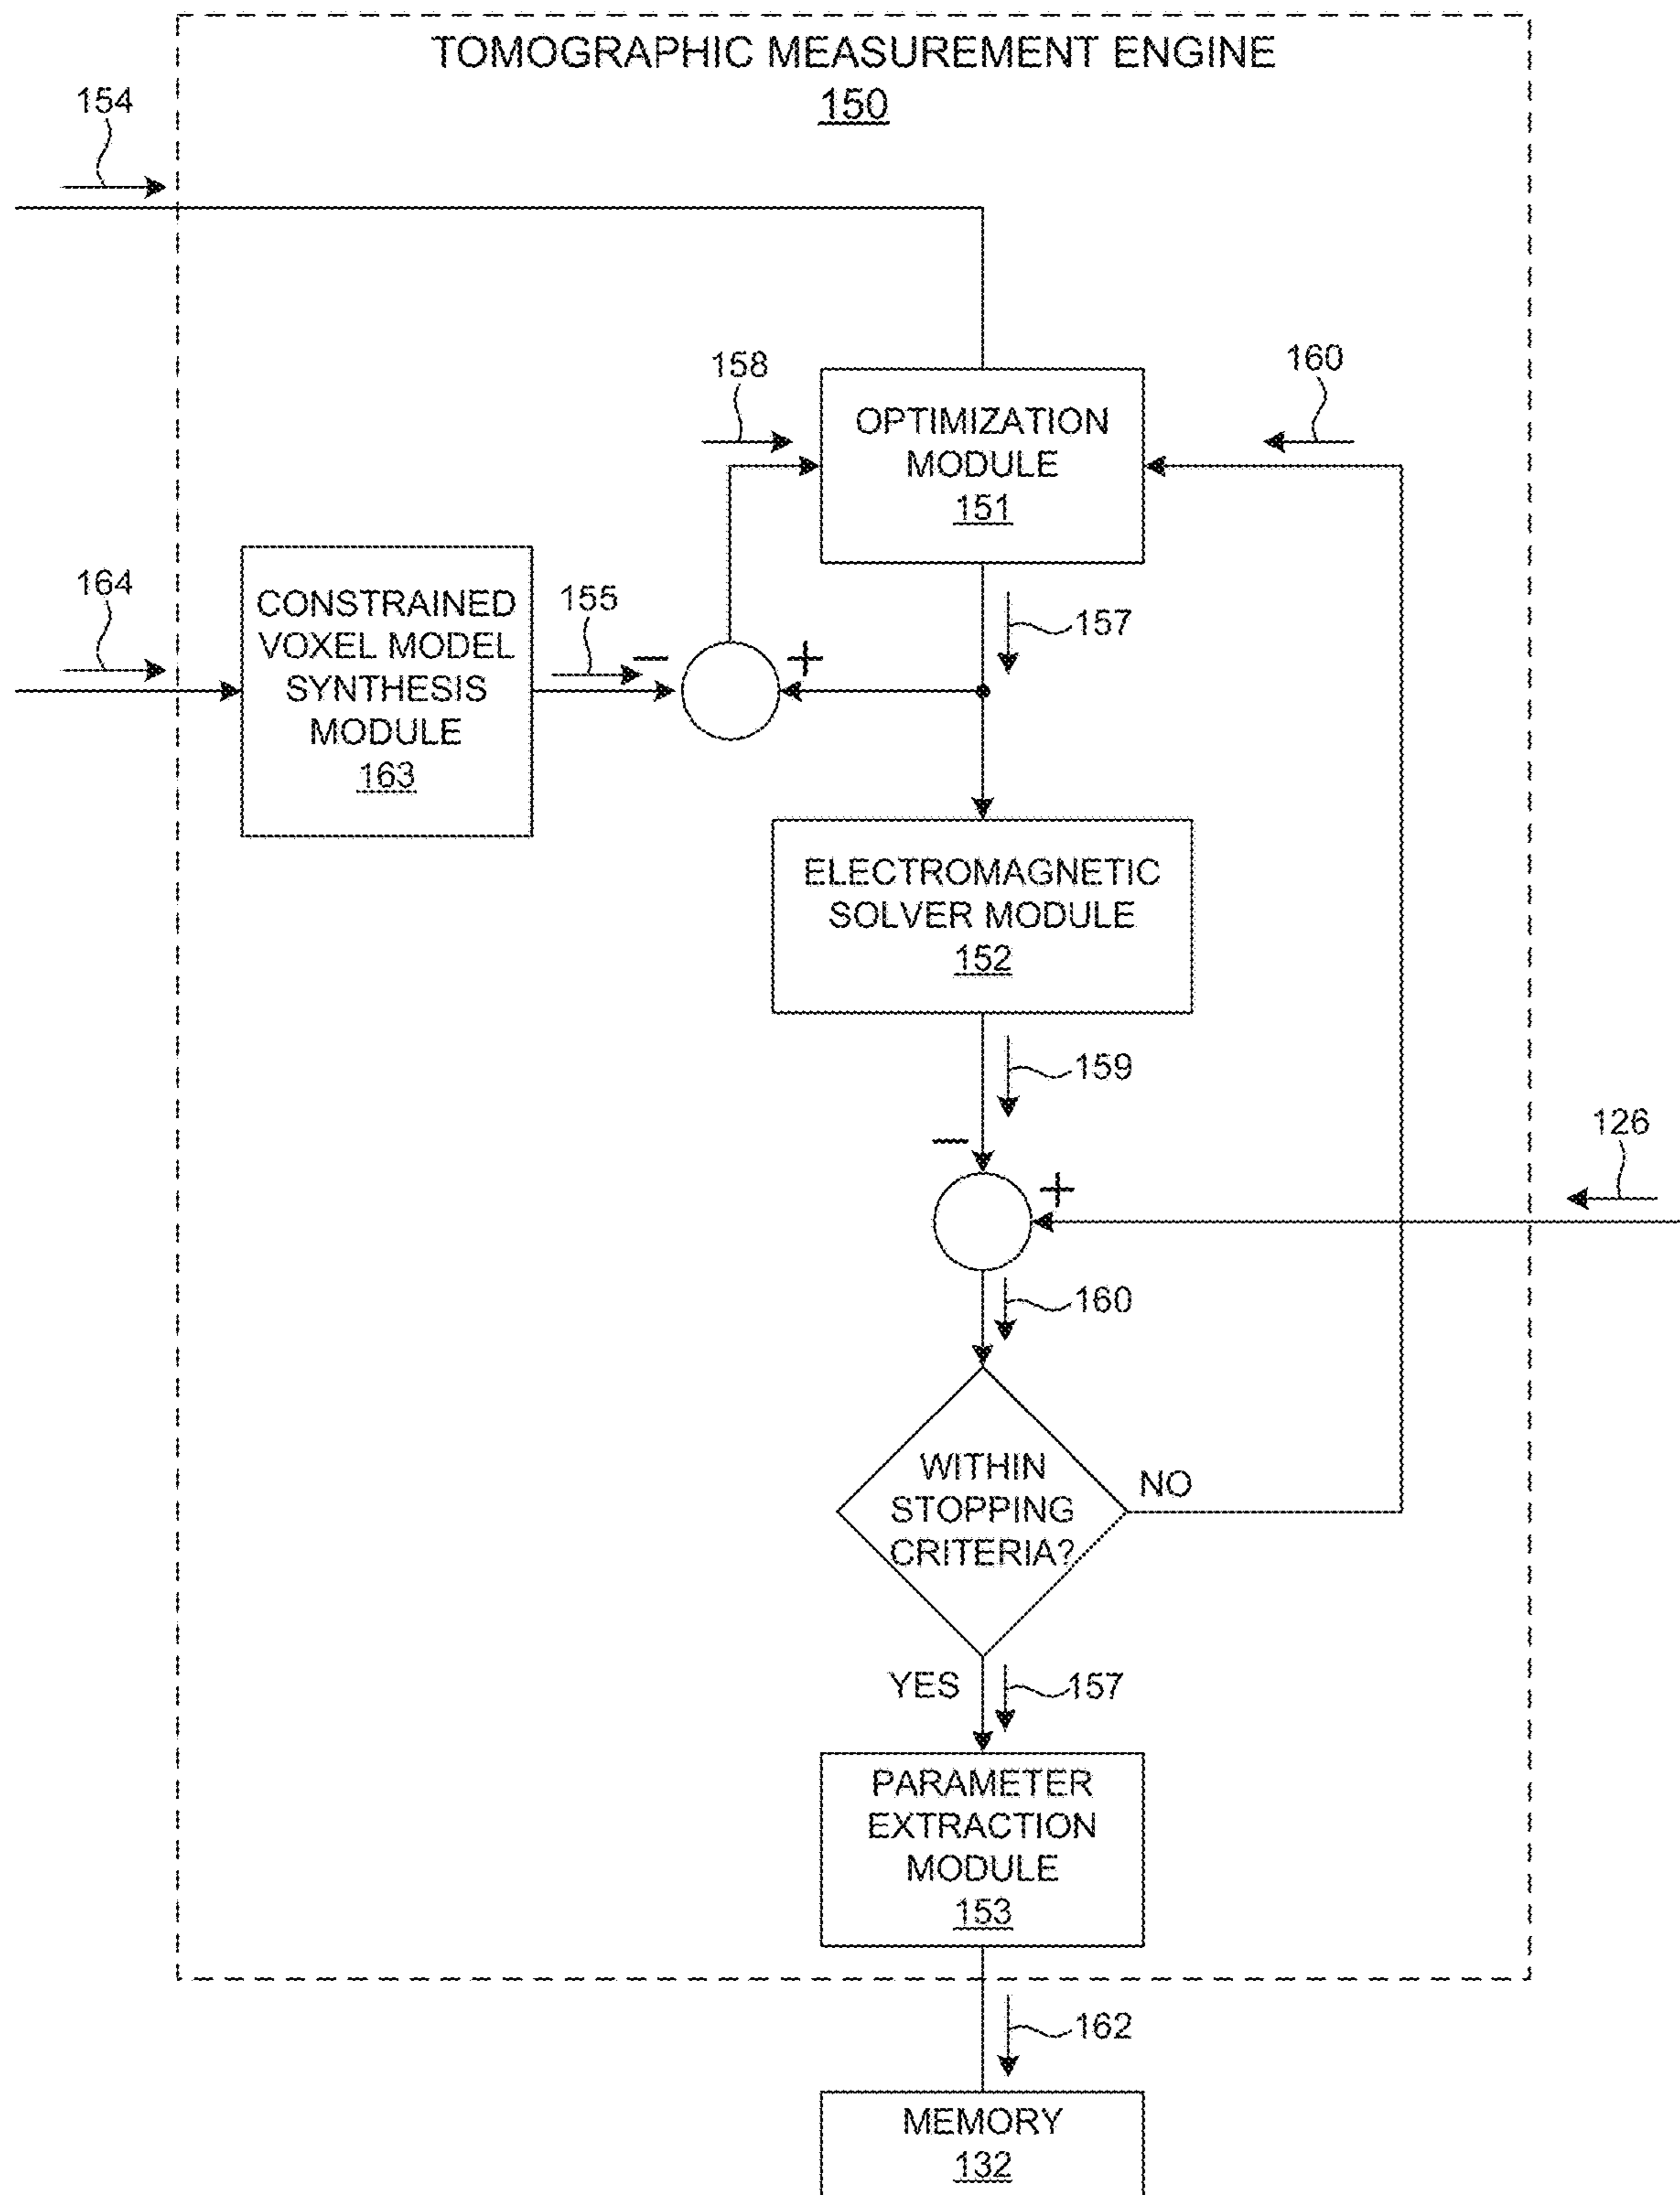 TOMOGRAPHIC MEASUREMENT ENGINE
150
154
158
160
OPTIMIZATION
MODULE
151
164
CONSTRAINED
VOXEL MODEL
SYNTHESIS
MODULE
163
155
−
+
157
ELECTROMAGNETIC
SOLVER MODULE
152
159
126
−
+
160
WITHIN
STOPPING
CRITERIA?
NO
YES
157
PARAMETER
EXTRACTION
MODULE
153
162
MEMORY
132